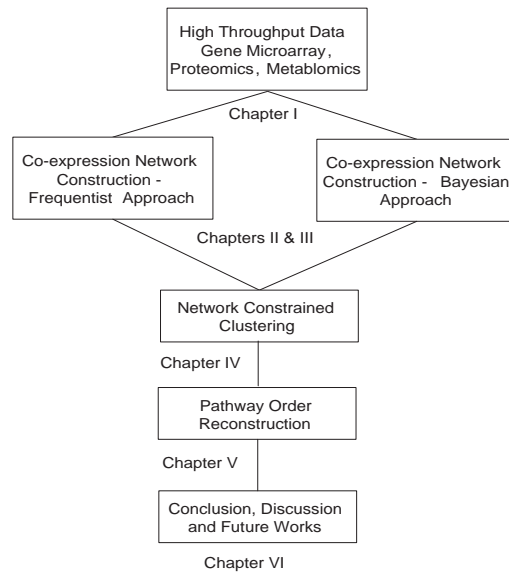 High Throughput Data
Gene Microarray,
Proteomics, Metablomics
Chapter I
Co-expression Network
Construction -
Frequentist Approach
Co-expression Network
Construction - Bayesian
Approach
Chapters II & III
Network Constrained
Clustering
Chapter IV
Pathway Order
Reconstruction
Chapter V
Conclusion, Discussion
and Future Works
Chapter VI